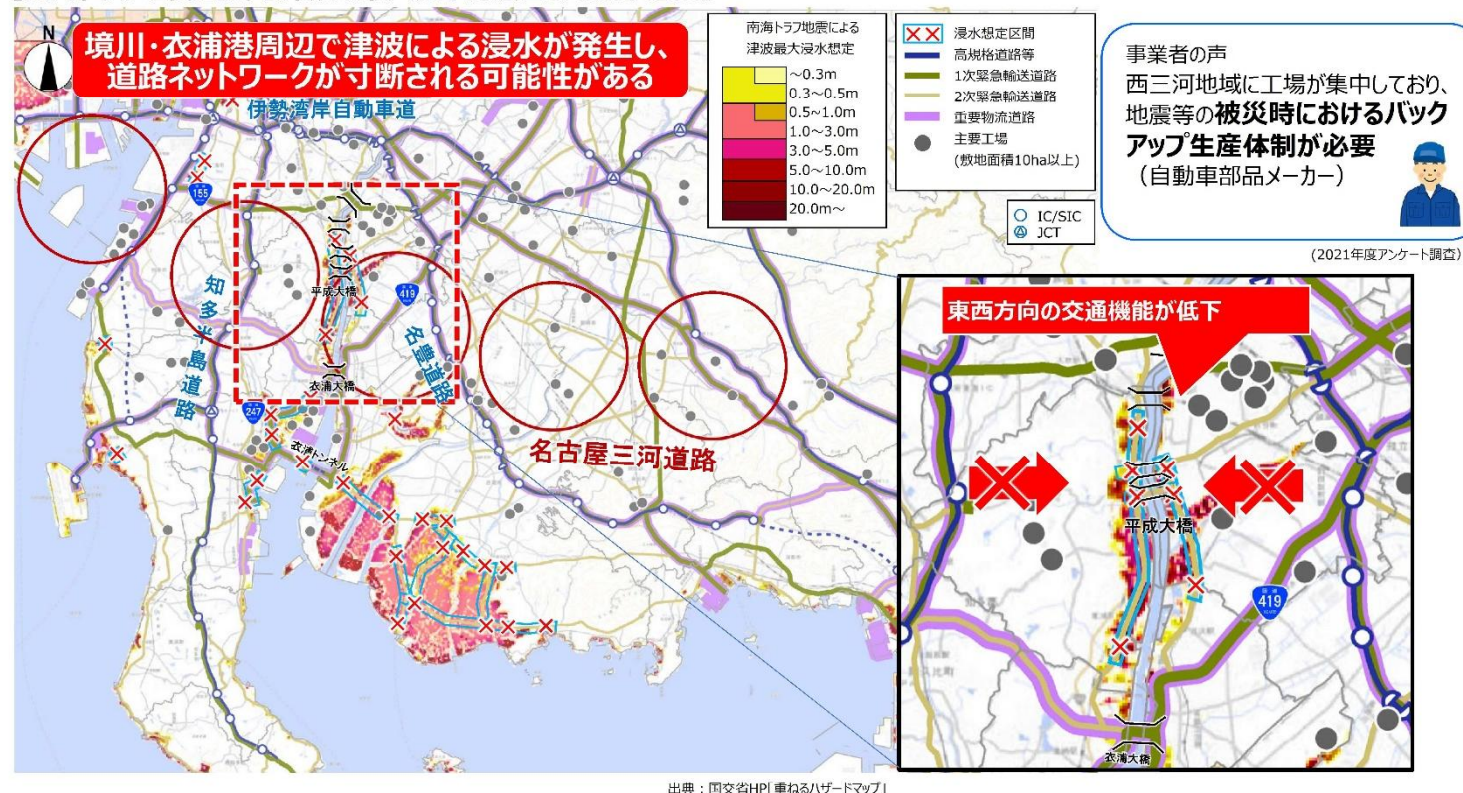 N
境川・衣浦港周辺で津波による浸水が発生し、
道路ネットワークが寸断される可能性がある
伊勢湾岸自動車道
南海トラフ地震による
津波最大浸水想定
～0.3m
0.3～0.5m
0.5～1.0m
1.0～3.0m
3.0～5.0m
5.0～10.0m
10.0～20.0m
20.0m～
浸水想定区間
高規格道路等
1次緊急輸送道路
2次緊急輸送道路
重要物流道路
主要工場
(敷地面積10ha以上)
IC/SIC
JCT
事業者の声
西三河地域に工場が集中しており、
地震等の被災時におけるバック
アップ生産体制が必要
（自動車部品メーカー）
(2021年度アンケート調査)
155
知多半島道路
平成大橋
419
名豊道路
衣浦大橋
247
衣浦トンネル
名古屋三河道路
東西方向の交通機能が低下
平成大橋
419
衣浦大橋
出典：国交省HP「重ねるハザードマップ」